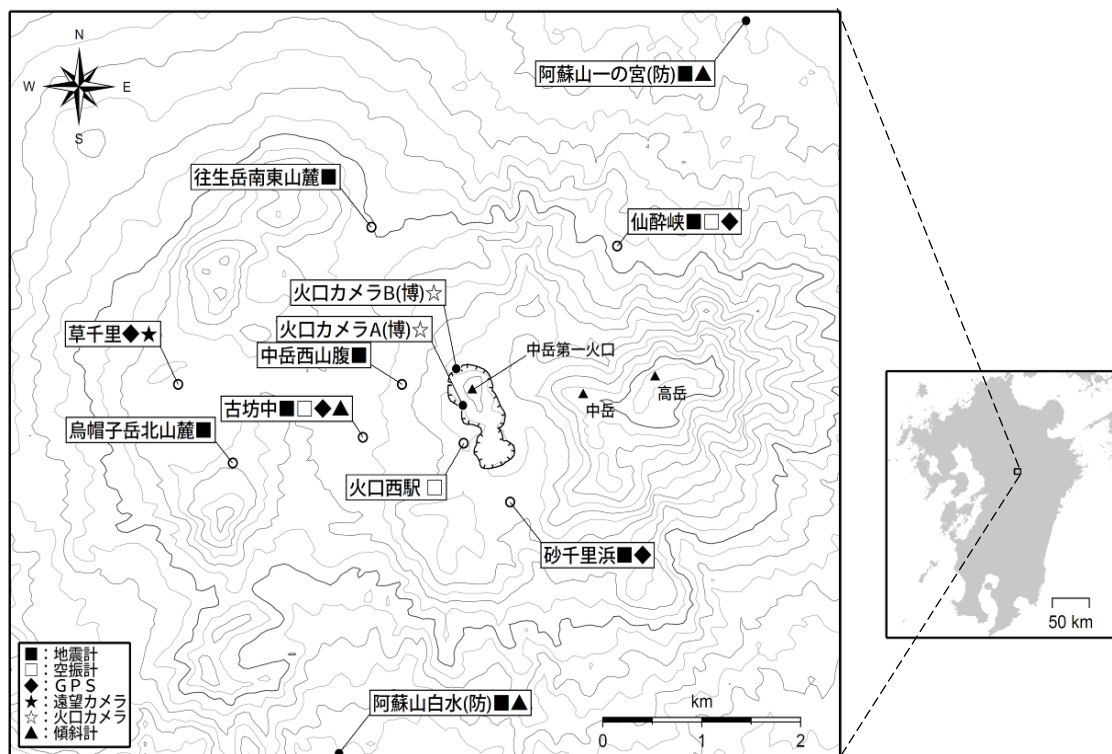 N
W E
S
阿蘇山一の宮(防)■▲
往生岳南東山麓■
仙酔峡■□◆
火口カメラB(博)☆
火口カメラA(博)☆
中岳第一火口
草千里◆★
中岳西山腹■
高岳
中岳
古坊中■□◆▲
烏帽子岳北山麓■
火口西駅 □
砂千里浜■◆
50 km
■:地震計
□:空振計
◆:GPS
★:遠望カメラ
☆:火口カメラ
▲:傾斜計
阿蘇山白水(防)■▲
km
0 1 2